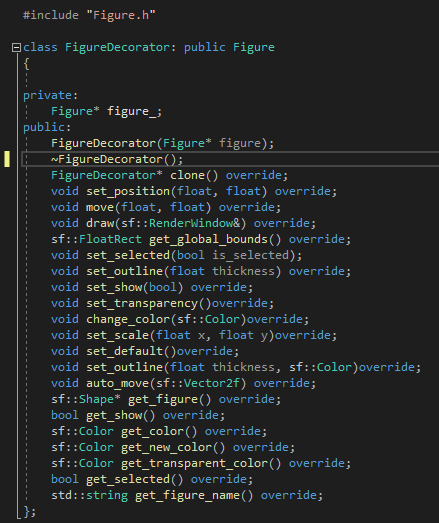 #include "Figure.h"
class FigureDecorator: public Figure
{
private:
Figure* figure_;
public:
FigureDecorator(Figure* figure);
~FigureDecorator();
FigureDecorator* clone() override;
void set_position(float, float) override;
void move(float, float) override;
void draw(sf::RenderWindow&) override;
sf::FloatRect get_global_bounds() override;
void set_selected(bool is_selected);
void set_outline(float thickness) override;
void set_show(bool) override;
void set_transparency()override;
void change_color(sf::Color)override;
void set_scale(float x, float y)override;
void set_default()override;
void set_outline(float thickness, sf::Color)override;
void auto_move(sf::Vector2f) override;
sf::Shape* get_figure() override;
bool get_show() override;
sf::Color get_color() override;
sf::Color get_new_color() override;
sf::Color get_transparent_color() override;
bool get_selected() override;
std::string get_figure_name() override;
};